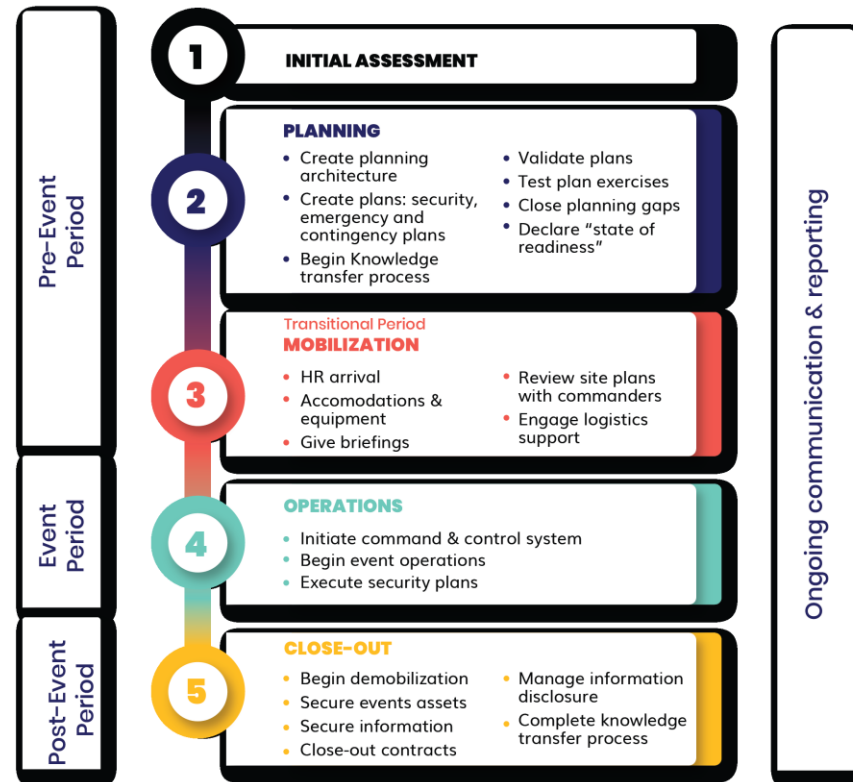 Pre-Event
Period
1
INITIAL ASSESSMENT
2
PLANNING
• Create planning
architecture
• Create plans: security,
emergency and
contingency plans
• Begin Knowledge
transfer process
• Validate plans
• Test plan exercises
• Close planning gaps
• Declare “state of
readiness”
3
Transitional Period
MOBILIZATION
• HR arrival
• Accomodations &
equipment
• Give briefings
• Review site plans
with commanders
• Engage logistics
support
Event
Period
4
OPERATIONS
• Initiate command & control system
• Begin event operations
• Execute security plans
Post-Event
Period
5
CLOSE-OUT
• Begin demobilization
• Secure events assets
• Secure information
• Close-out contracts
• Manage information
disclosure
• Complete knowledge
transfer process
Ongoing communication & reporting